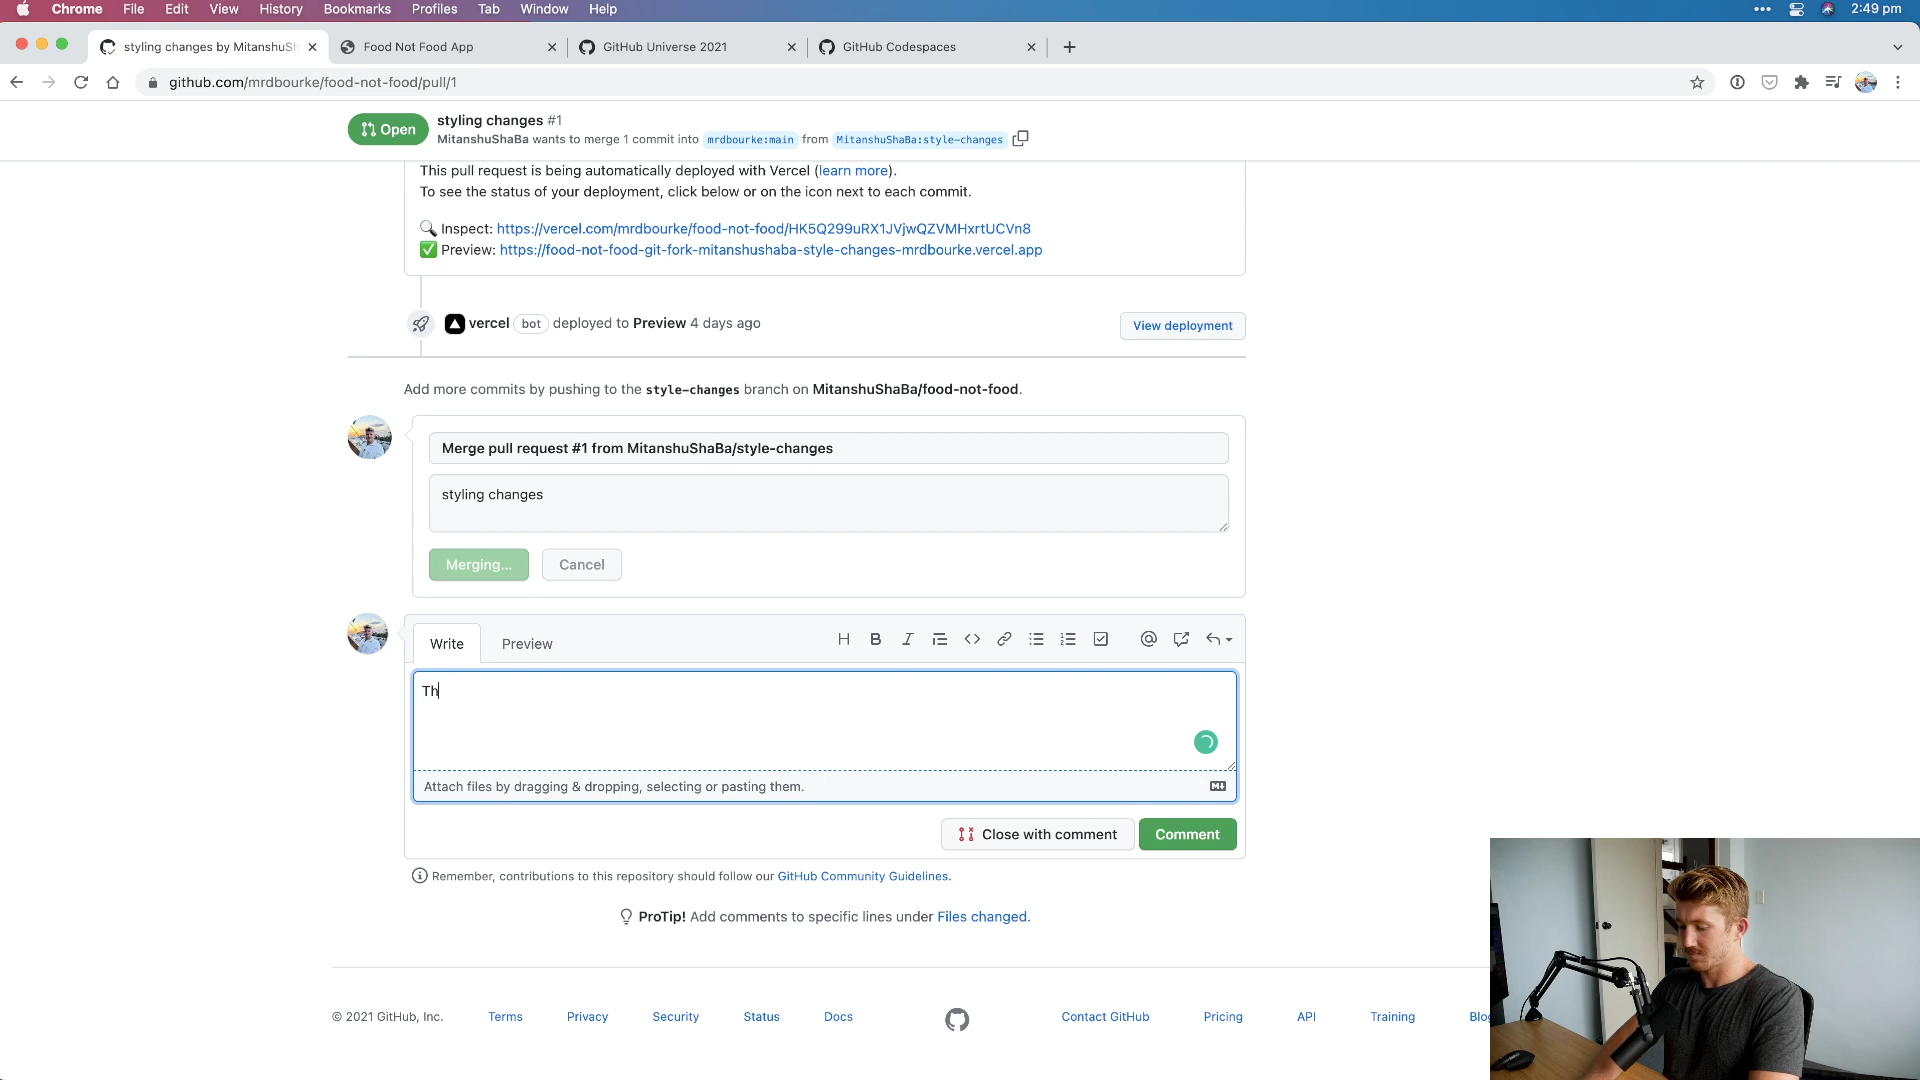 Chrome File Edit View History Bookmarks Profiles Tab Window Help 2:49 pm
styling changes by MitanshuSh Food Not Food App GitHub Universe 2021 GitHub Codespaces
github.com/mrdbourke/food-not-food/pull/1
Open styling changes #1
MitanshuShaBa wants to merge 1 commit into mrdbourke:main from MitanshuShaBa:style-changes
This pull request is being automatically deployed with Vercel (learn more).
To see the status of your deployment, click below or on the icon next to each commit.
Inspect: https://vercel.com/mrdbourke/food-not-food/HK5Q299uRX1JVjwQZVMHxrtUCVn8
Preview: https://food-not-food-git-fork-mitanshushaba-style-changes-mrdbourke.vercel.app
vercel bot deployed to Preview 4 days ago View deployment
Add more commits by pushing to the style-changes branch on MitanshuShaBa/food-not-food.
Merge pull request #1 from MitanshuShaBa/style-changes
styling changes
Merging... Cancel
Write Preview
Th
Attach files by dragging & dropping, selecting or pasting them.
Close with comment Comment
Remember, contributions to this repository should follow our GitHub Community Guidelines.
ProTip! Add comments to specific lines under Files changed.
© 2021 GitHub, Inc. Terms Privacy Security Status Docs Contact GitHub Pricing API Training Blog